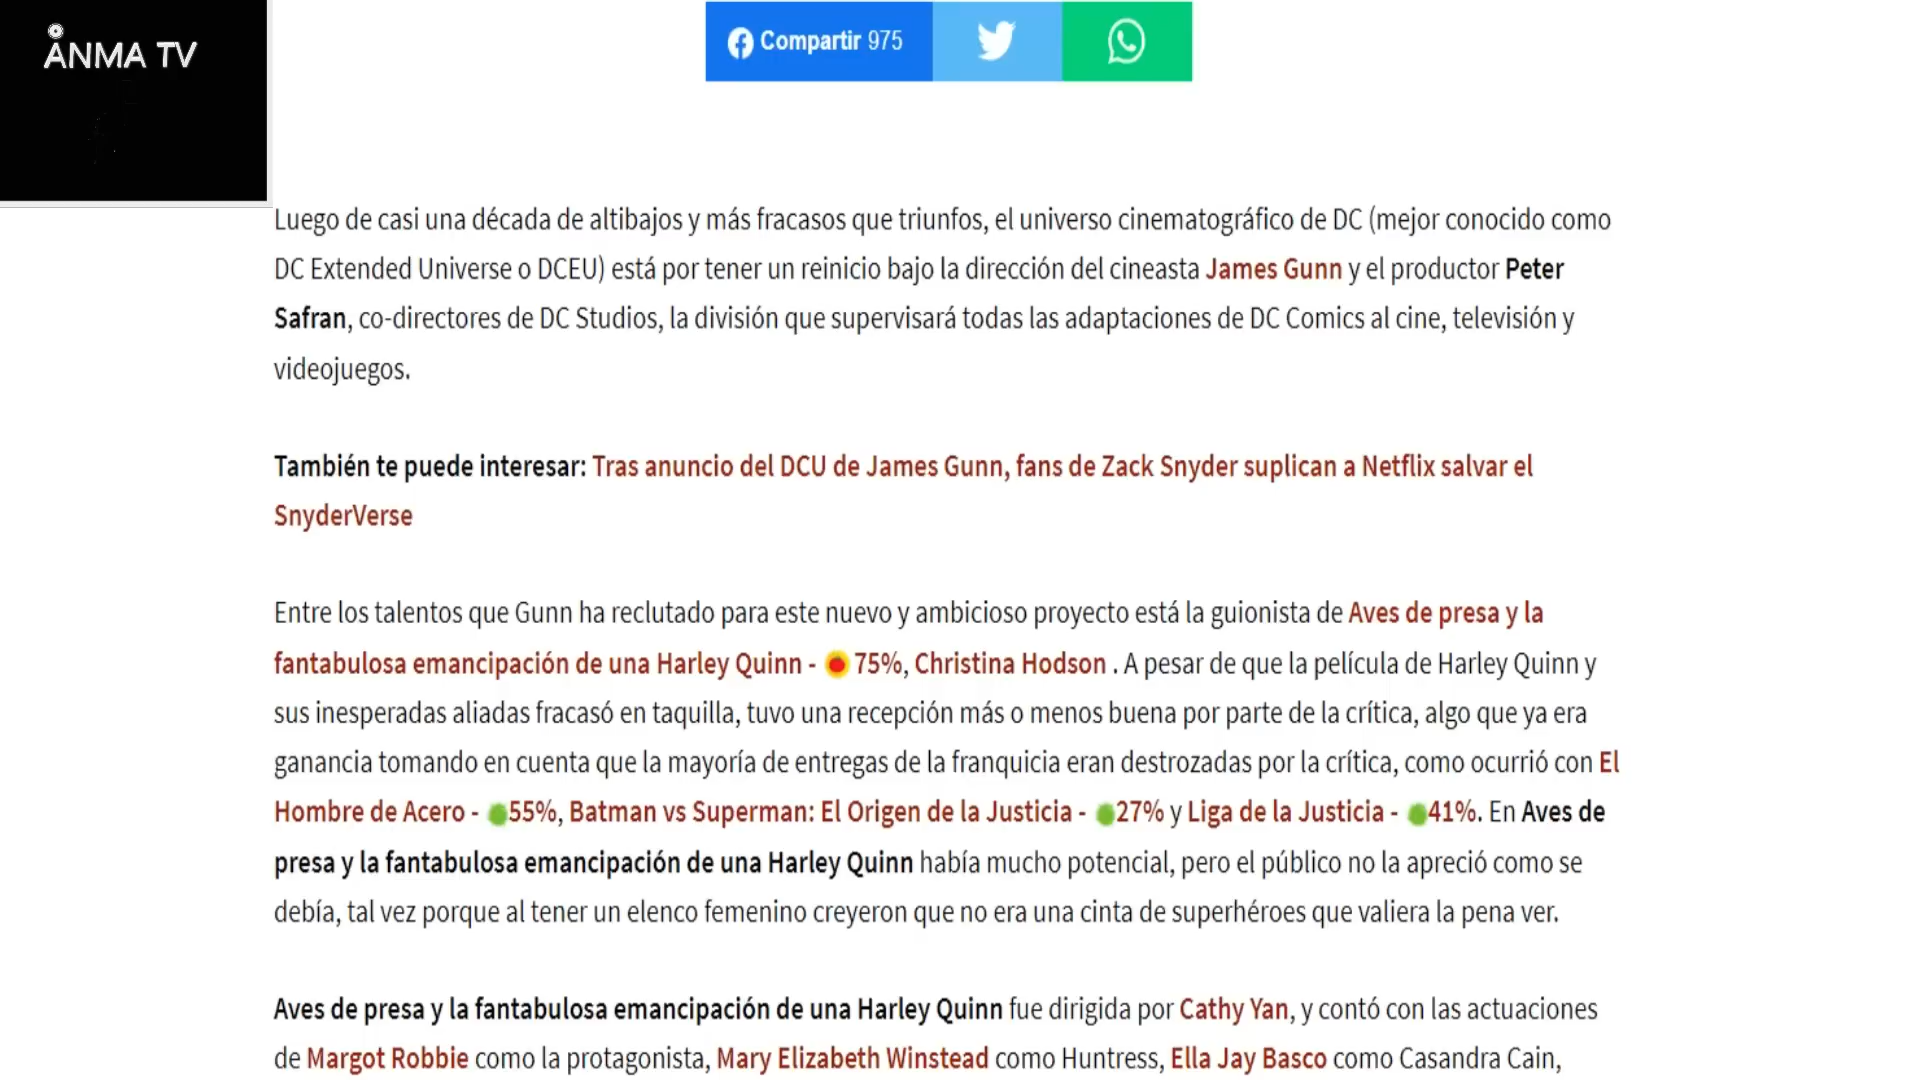 ANMA TV
Compartir 975
Luego de casi una década de altibajos y más fracasos que triunfos, el universo cinematográfico de DC (mejor conocido como
DC Extended Universe o DCEU) está por tener un reinicio bajo la dirección del cineasta James Gunn y el productor Peter
Safran, co-directores de DC Studios, la división que supervisará todas las adaptaciones de DC Comics al cine, televisión y
videojuegos.
También te puede interesar: Tras anuncio del DCU de James Gunn, fans de Zack Snyder suplican a Netflix salvar el
SnyderVerse
Entre los talentos que Gunn ha reclutado para este nuevo y ambicioso proyecto está la guionista de Aves de presa y la
fantabulosa emancipación de una Harley Quinn - 75%, Christina Hodson . A pesar de que la película de Harley Quinn y
sus inesperadas aliadas fracasó en taquilla, tuvo una recepción más o menos buena por parte de la crítica, algo que ya era
ganancia tomando en cuenta que la mayoría de entregas de la franquicia eran destrozadas por la crítica, como ocurrió con El
Hombre de Acero - 55%, Batman vs Superman: El Origen de la Justicia - 27% y Liga de la Justicia - 41%. En Aves de
presa y la fantabulosa emancipación de una Harley Quinn había mucho potencial, pero el público no la apreció como se
debía, tal vez porque al tener un elenco femenino creyeron que no era una cinta de superhéroes que valiera la pena ver.
Aves de presa y la fantabulosa emancipación de una Harley Quinn fue dirigida por Cathy Yan, y contó con las actuaciones
de Margot Robbie como la protagonista, Mary Elizabeth Winstead como Huntress, Ella Jay Basco como Casandra Cain,